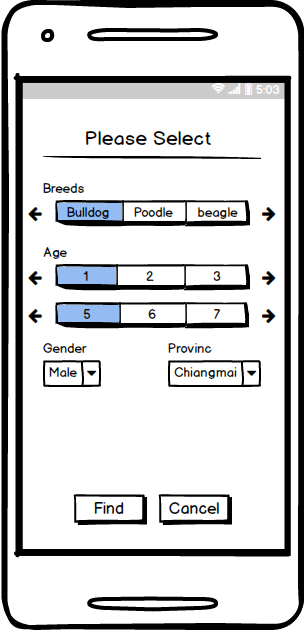 5:03
Please Select
Breeds
Bulldog Poodle beagle
Age
1 2 3
5 6 7
Gender Provinc
Male Chiangmai
Find Cancel